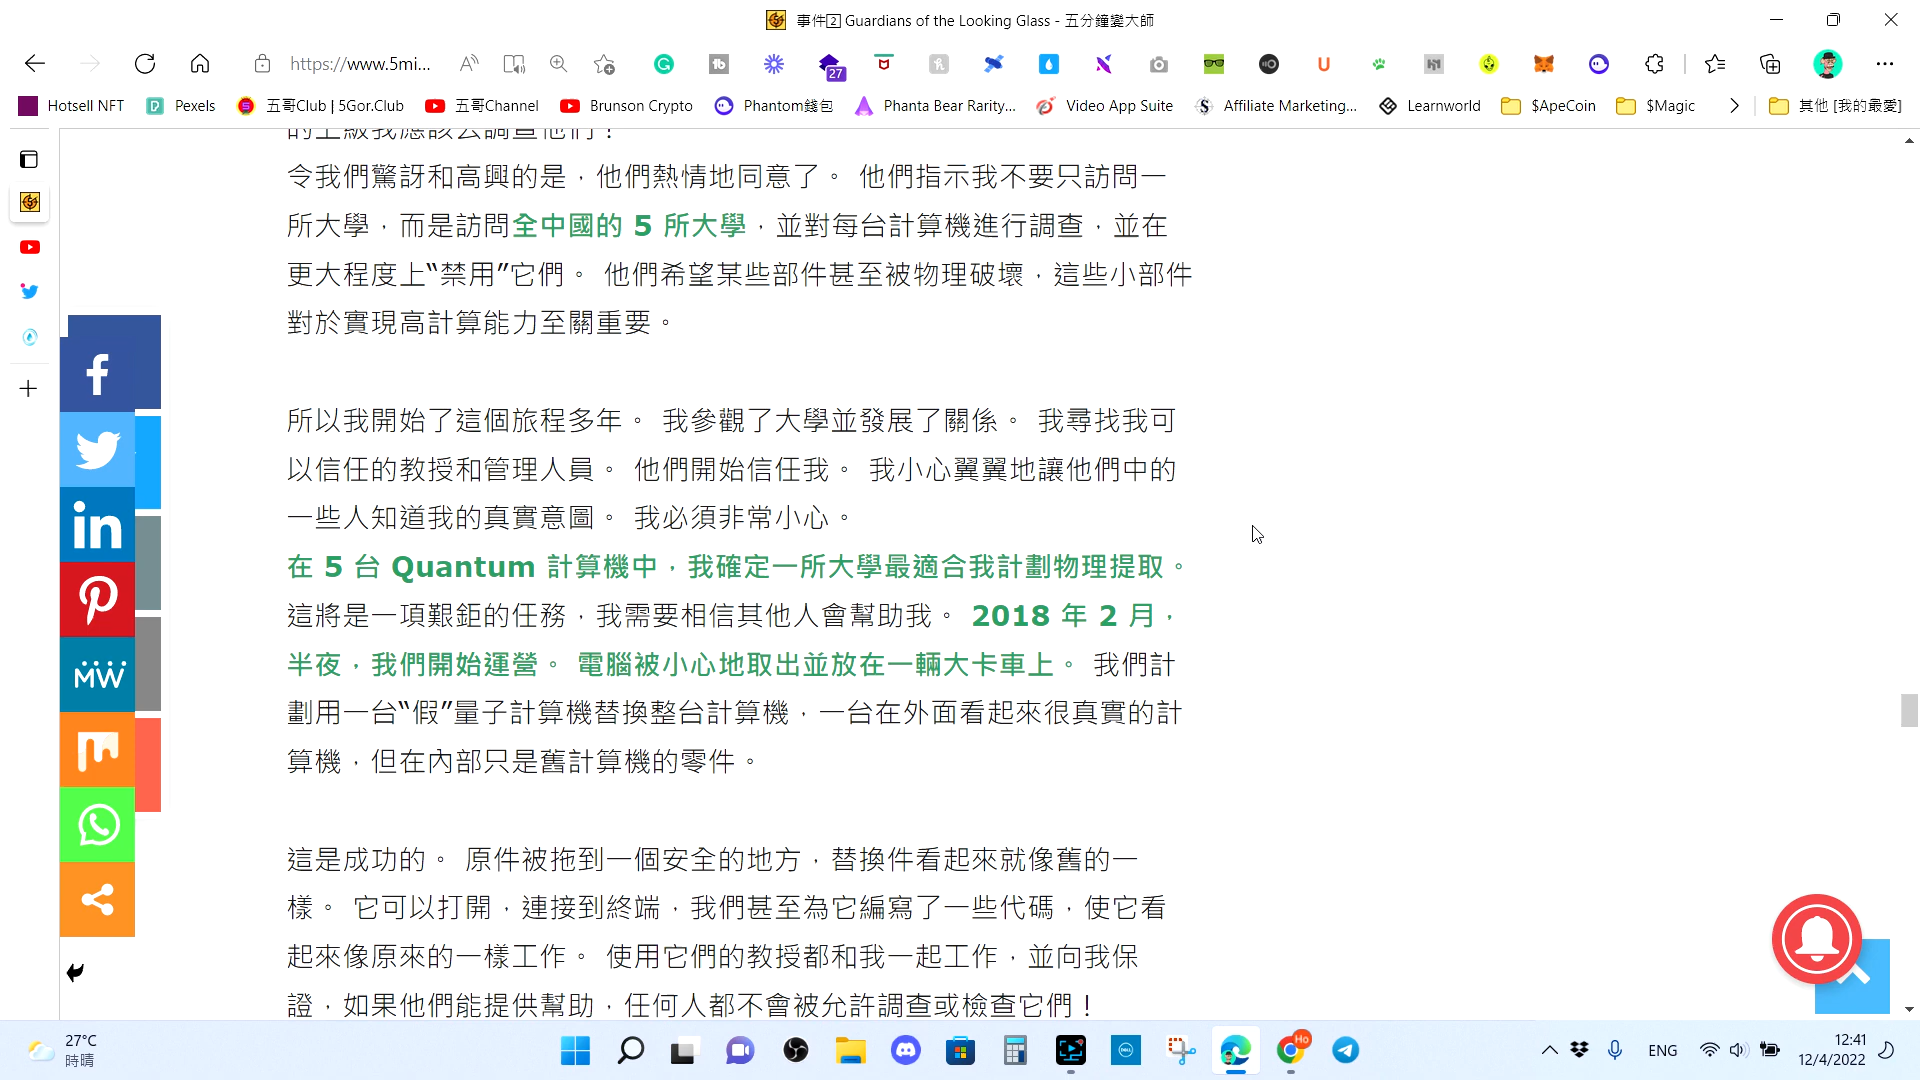 事件2 Guardians of the Looking Glass - 五分鐘變大師
https://www.5mi...
27
Hotsell NFT
Pexels
五哥Club | 5Gor.Club
五哥Channel
Brunson Crypto
Phantom錢包
Phanta Bear Rarity...
Video App Suite
Affiliate Marketing...
Learnworld
$ApeCoin
$Magic
其他 [我的最愛]
的上級我應該去調查他們！
令我們驚訝和高興的是，他們熱情地同意了。 他們指示我不要只訪問一
所大學，而是訪問全中國的 5 所大學，並對每台計算機進行調查，並在
更大程度上“禁用”它們。 他們希望某些部件甚至被物理破壞，這些小部件
對於實現高計算能力至關重要。
所以我開始了這個旅程多年。 我參觀了大學並發展了關係。 我尋找我可
以信任的教授和管理人員。 他們開始信任我。 我小心翼翼地讓他們中的
一些人知道我的真實意圖。 我必須非常小心。
在 5 台 Quantum 計算機中，我確定一所大學最適合我計劃物理提取。
這將是一項艱鉅的任務，我需要相信其他人會幫助我。 2018 年 2 月，
半夜，我們開始運營。 電腦被小心地取出並放在一輛大卡車上。 我們計
劃用一台“假”量子計算機替換整台計算機，一台在外面看起來很真實的計
算機，但在內部只是舊計算機的零件。
這是成功的。 原件被拖到一個安全的地方，替換件看起來就像舊的一
樣。 它可以打開，連接到終端，我們甚至為它編寫了一些代碼，使它看
起來像原來的一樣工作。 使用它們的教授都和我一起工作，並向我保
證，如果他們能提供幫助，任何人都不會被允許調查或檢查它們！
27°C
時晴
Ho
ENG
12:41
12/4/2022